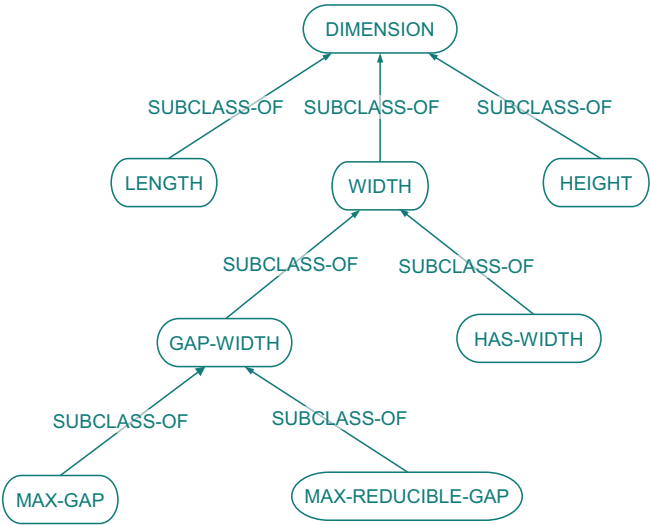 DIMENSION
SUBCLASS-OF
SUBCLASS-OF
SUBCLASS-OF
LENGTH
WIDTH
HEIGHT
SUBCLASS-OF
SUBCLASS-OF
GAP-WIDTH
HAS-WIDTH
SUBCLASS-OF
SUBCLASS-OF
MAX-GAP
MAX-REDUCIBLE-GAP